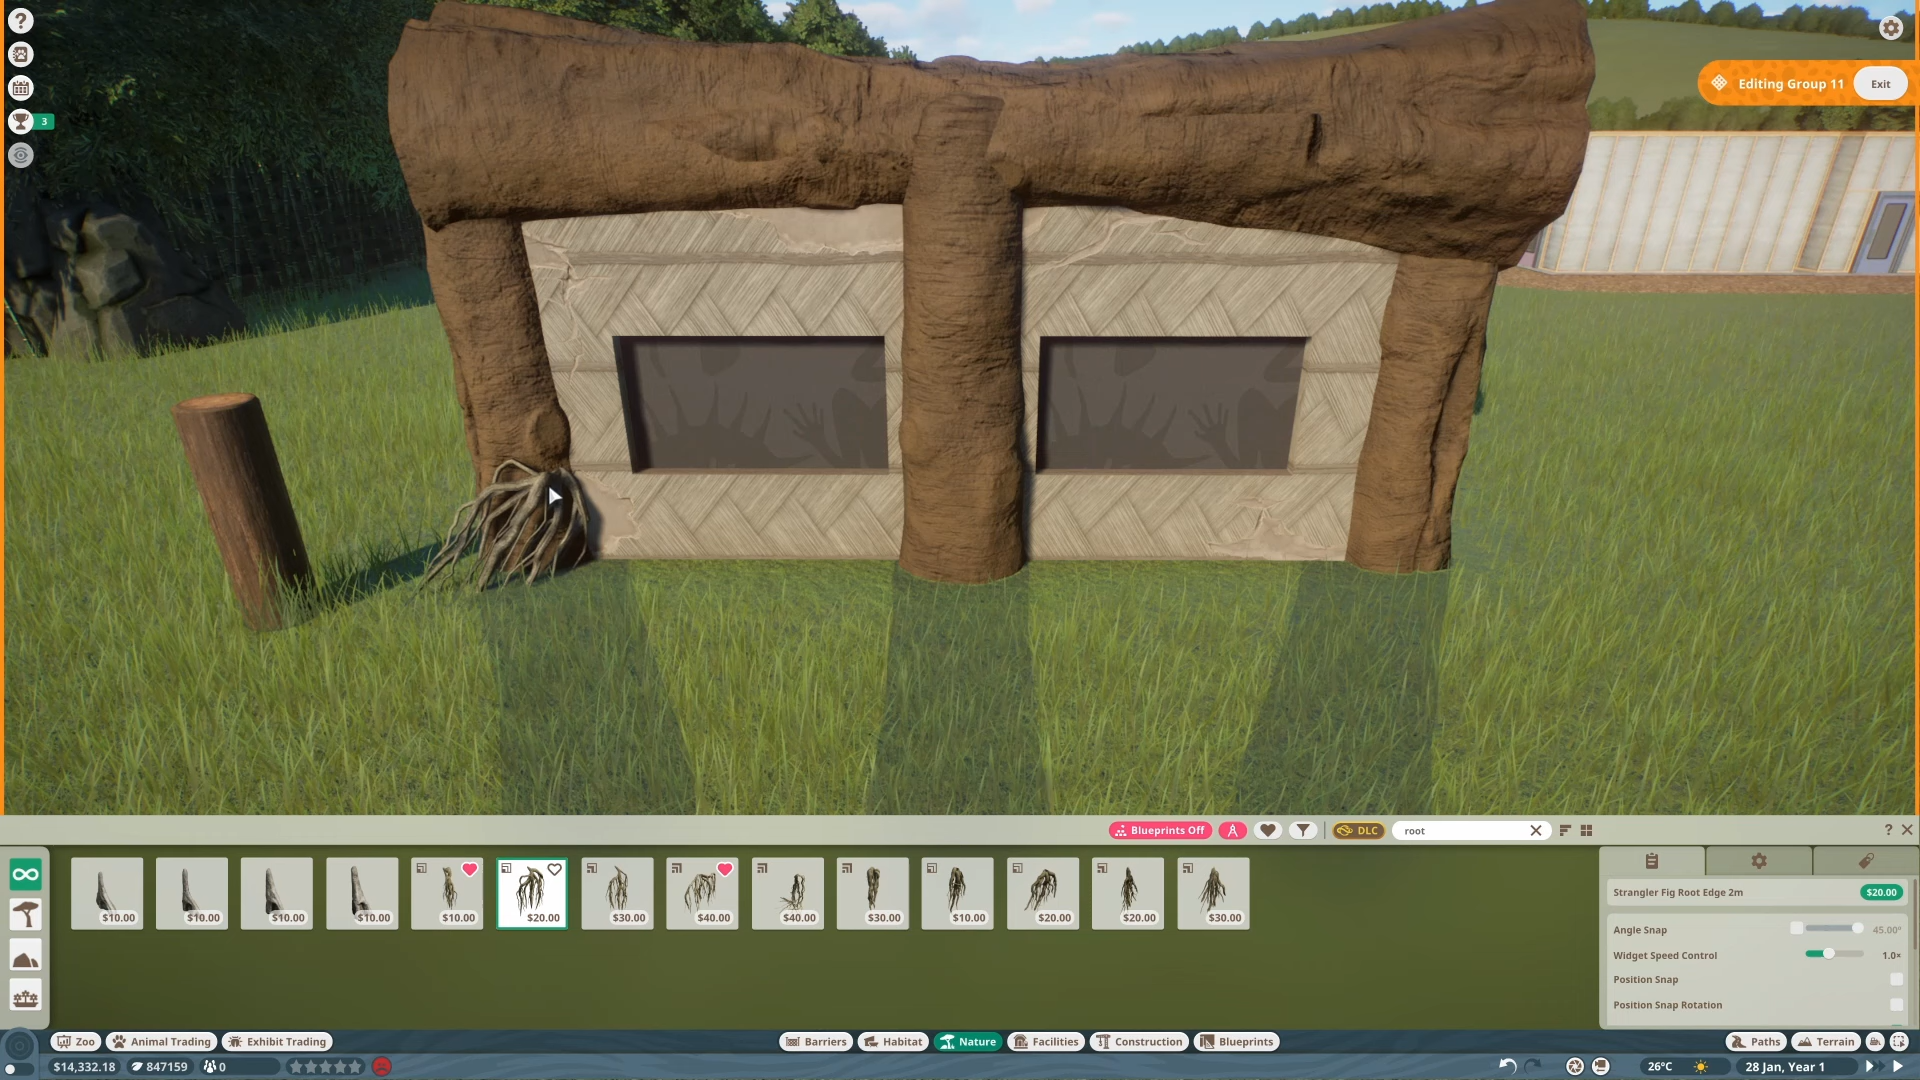 ?
3
Editing Group 11
Exit
Blueprints Off
DLC
root
?
$10.00
$10.00
$10.00
$10.00
$10.00
$20.00
$30.00
$40.00
$40.00
$30.00
$10.00
$20.00
$20.00
$30.00
Strangler Fig Root Edge 2m
$20.00
Angle Snap
45.00°
Widget Speed Control
1.0×
Position Snap
Position Snap Rotation
Zoo
Animal Trading
Exhibit Trading
Barriers
Habitat
Nature
Facilities
Construction
Blueprints
Paths
Terrain
$14,332.18
847159
0
26°C
28 Jan, Year 1